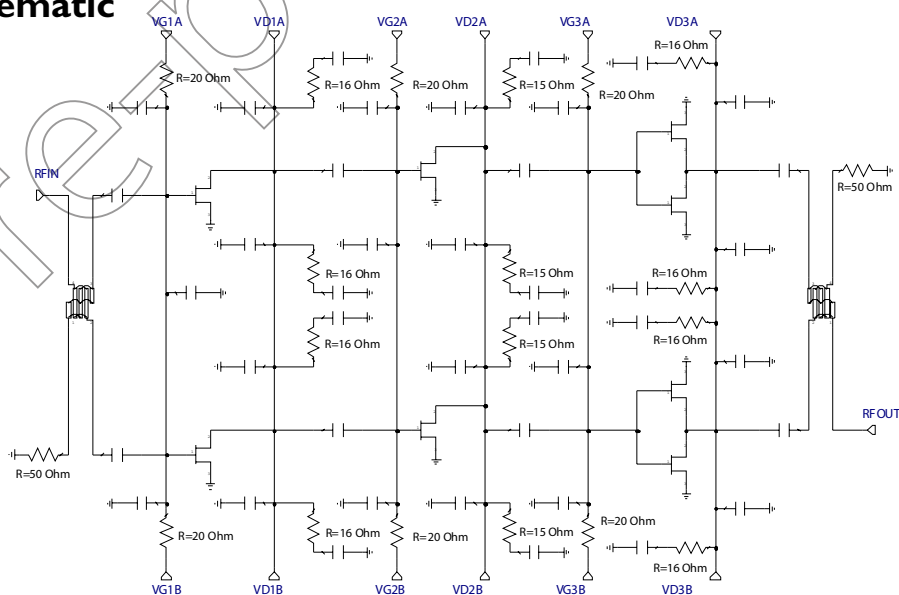 ematic
VG1A VD1A VG2A VD2A VG3A VD3A
R=16 Ohm
R=20 Ohm R=16 Ohm R=20 Ohm R=15 Ohm R=20 Ohm
RFIN
R=50 Ohm
R=16 Ohm R=15 Ohm R=16 Ohm
R=16 Ohm R=15 Ohm R=16 Ohm
RFOUT
R=50 Ohm
R=20 Ohm R=16 Ohm R=20 Ohm R=15 Ohm R=20 Ohm
R=16 Ohm
VG1B VD1B VG2B VD2B VG3B VD3B